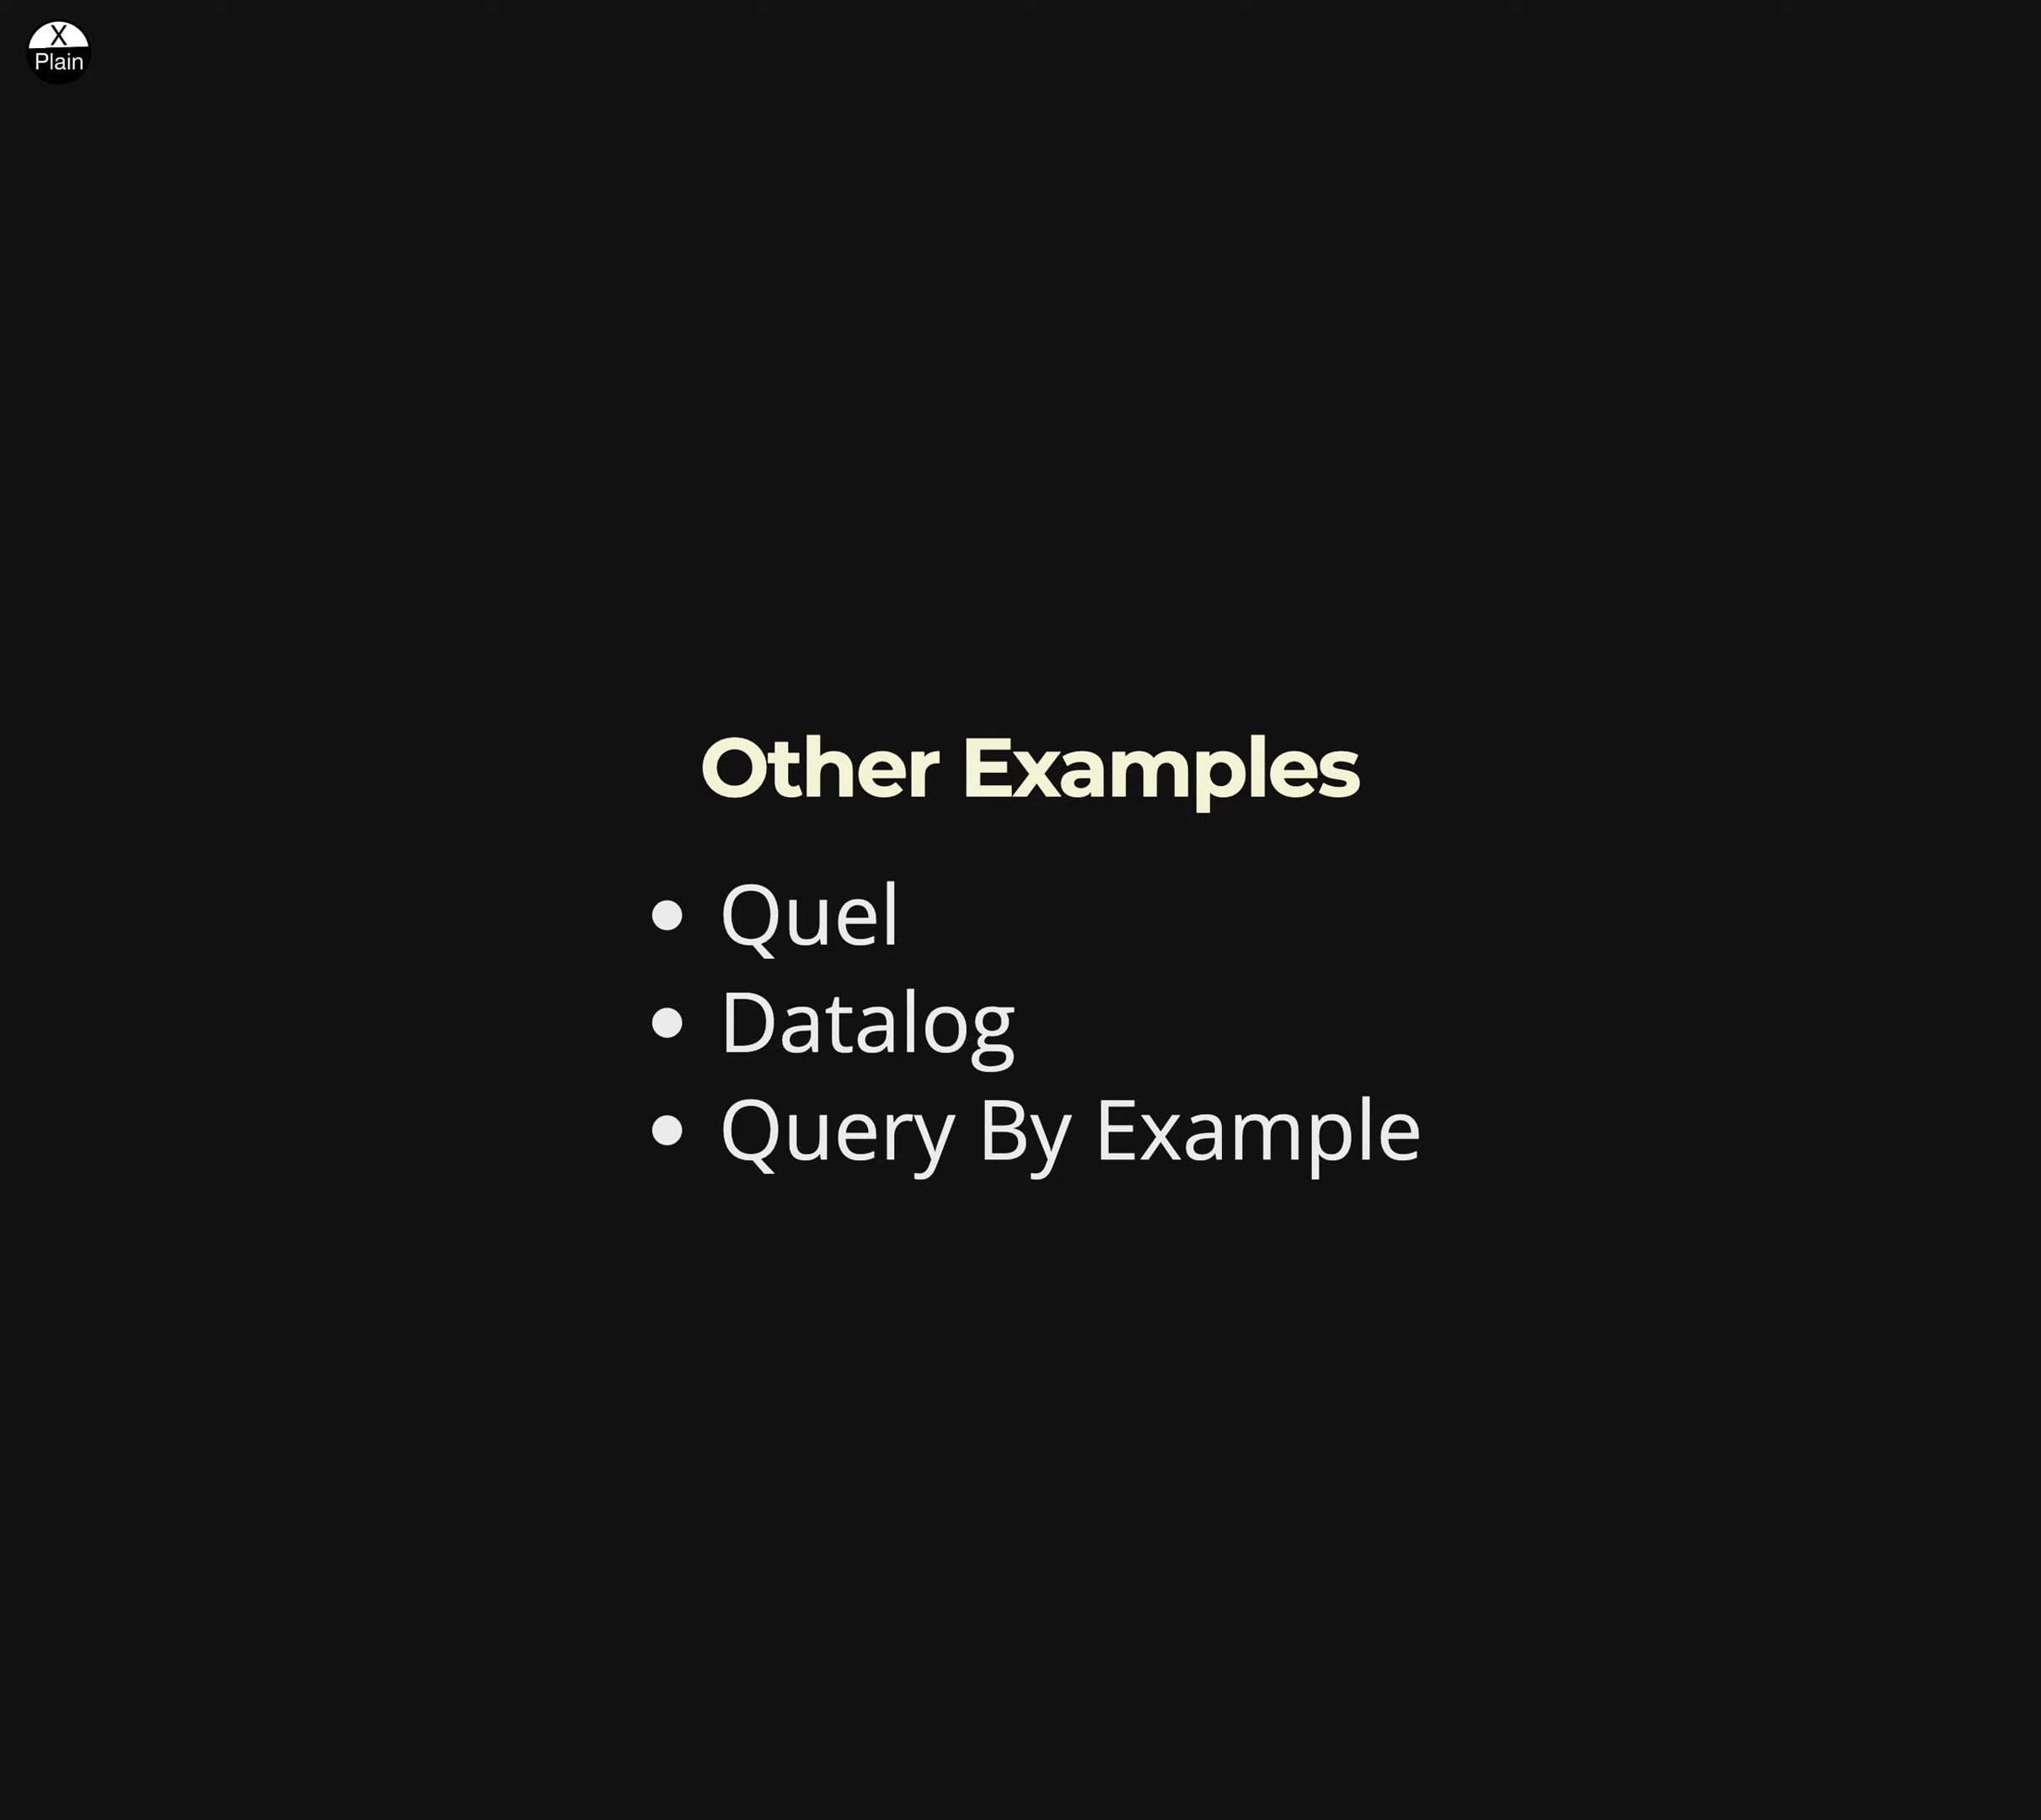 X
Plain
Other Examples
• Quel
• Datalog
• Query By Example